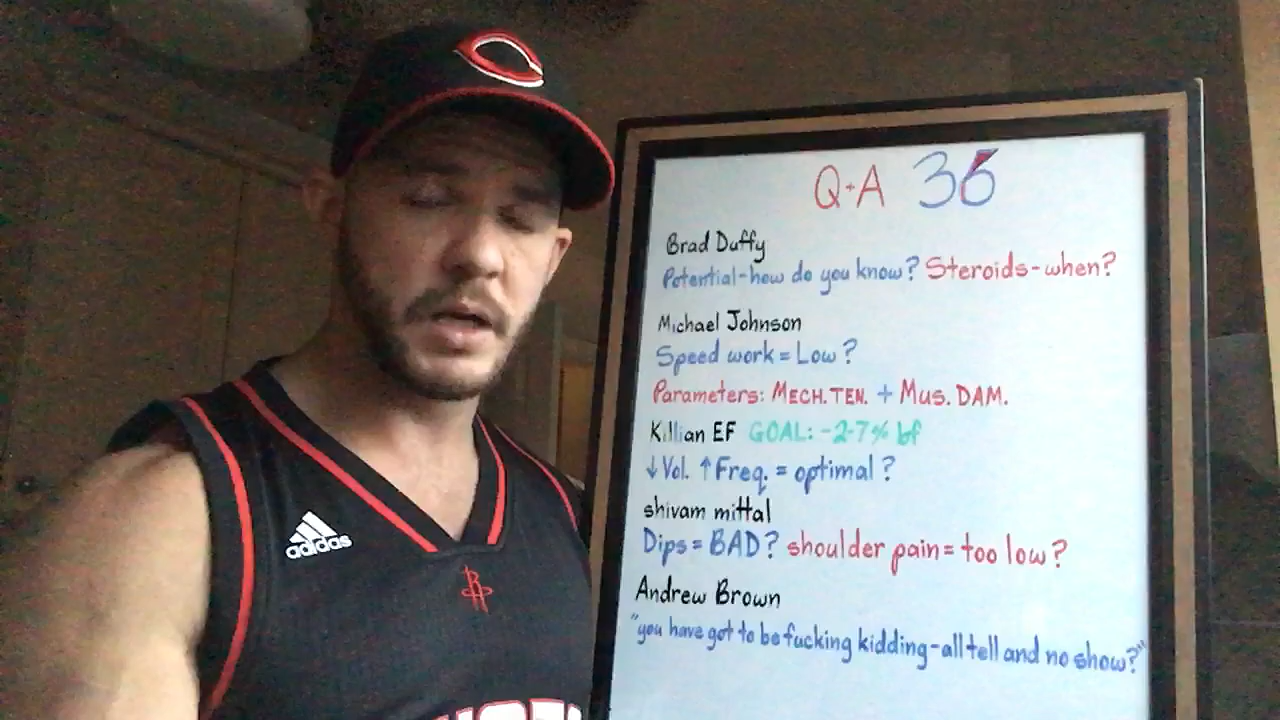 Q+A 36
Brad Duffy
Potential-how do you know? Steroids-when?
Michael Johnson
Speed work = Low?
Parameters: MECH. TEN. + Mus. DAM.
Killian EF GOAL: -2-7% bf
↓Vol. ↑Freq. = optimal?
shivam mittal
Dips = BAD? shoulder pain = too low?
Andrew Brown
"you have got to be fucking kidding-all tell and no show?"
adidas